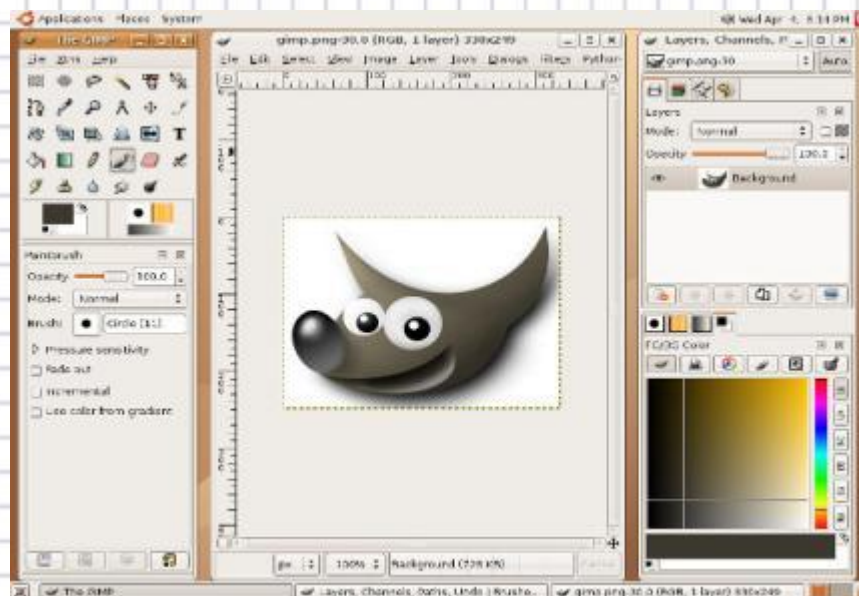 Applications Places System
Wed Apr 4, 8:14 PM
The GIMP
gimp.png-30.0 (RGB, 1 layer) 330x249
Layers, Channels, P
File Xtns Help
File Edit Select View Image Layer Tools Dialogs Filters Python
gimp.png-30
Auto
Layers
Mode: Normal
Opacity 100.0
Background
Paintbrush
Opacity 100.0
Mode: Normal
Brush: Circle (11)
Pressure sensitivity
Fade out
Incremental
Use color from gradient
FG/BG Color
px 100% Background (728 KB)
The GIMP
Layers, Channels, Paths, Undo | Brushe..
gimp.png-30.0 (RGB, 1 layer) 330x249